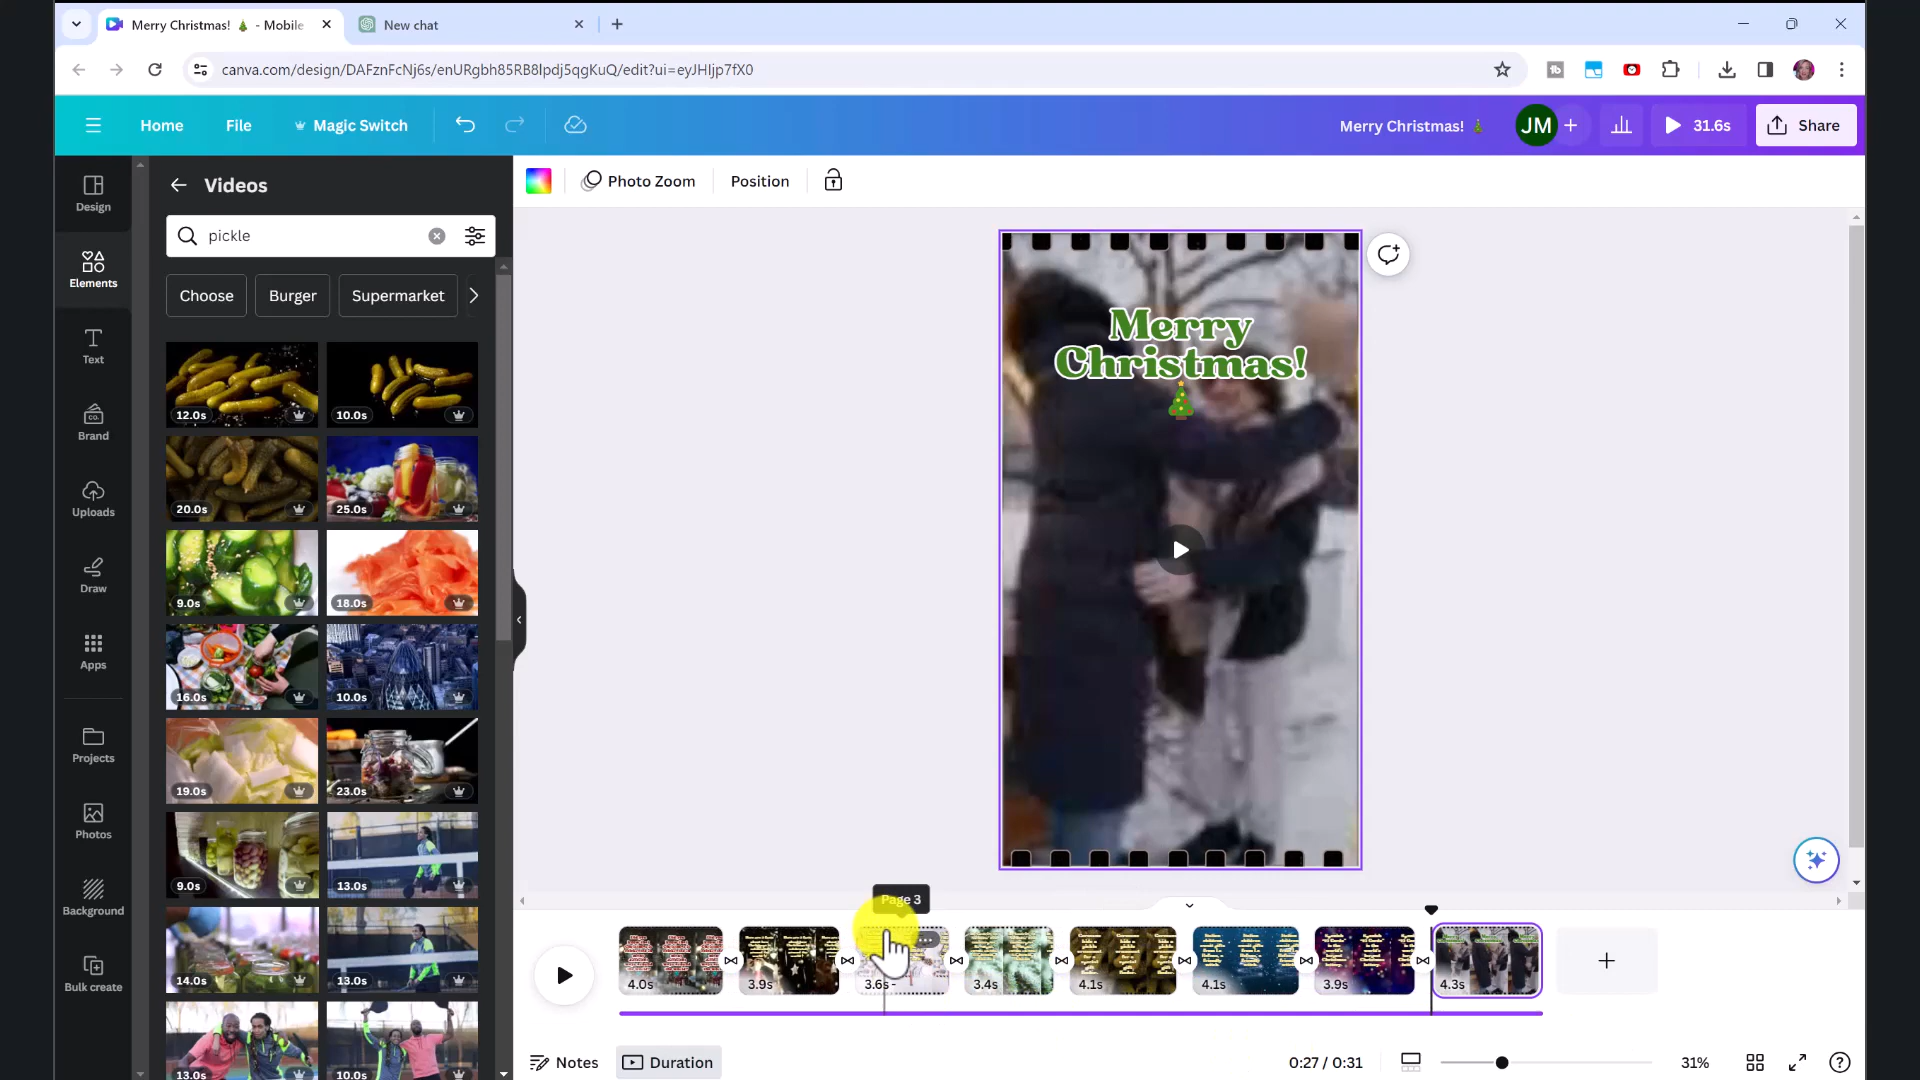 Merry Christmas! 🎄 - Mobile
New chat
canva.com/design/DAFznFcNj6s/enURgbh85RB8lpdj5qgKuQ/edit?ui=eyJHIjp7fX0
Home
File
Magic Switch
Merry Christmas! 🎄
JM
31.6s
Share
Design
Elements
Text
Brand
Uploads
Draw
Apps
Projects
Photos
Background
Bulk create
Videos
pickle
Choose
Burger
Supermarket
12.0s
10.0s
20.0s
25.0s
9.0s
18.0s
16.0s
10.0s
19.0s
23.0s
9.0s
13.0s
14.0s
13.0s
13.0s
10.0s
Photo Zoom
Position
Merry
Christmas!
Page 3
4.0s
3.9s
3.6s-
3.4s
4.1s
4.1s
3.9s
4.3s
Notes
Duration
0:27 / 0:31
31%